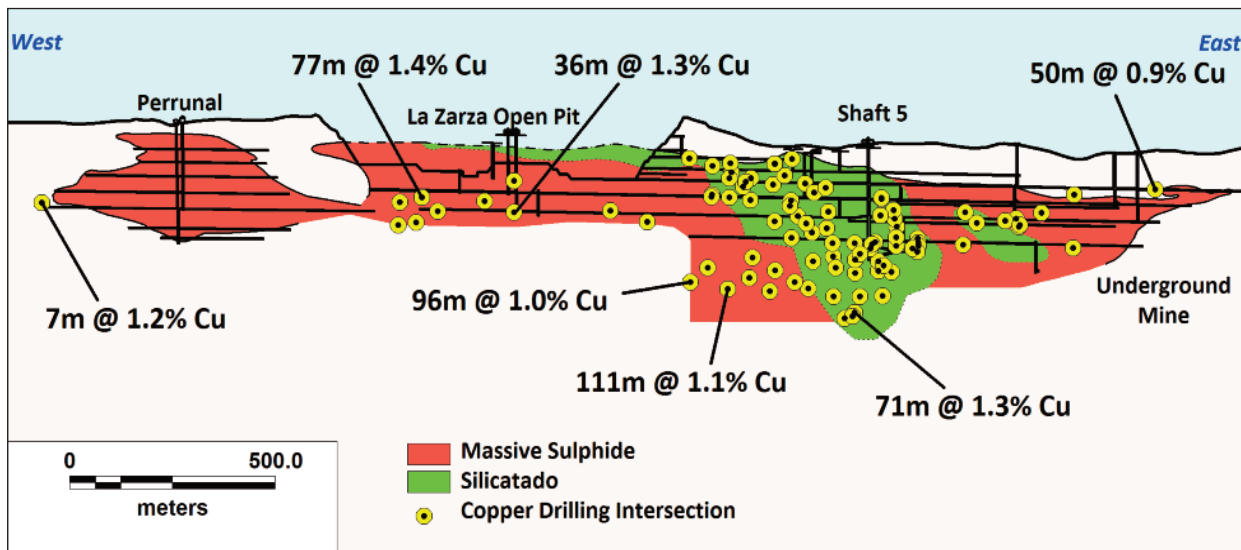 West
East
77m @ 1.4% Cu
36m @ 1.3% Cu
50m @ 0.9% Cu
Perrunal
La Zarza Open Pit
Shaft 5
7m @ 1.2% Cu
96m @ 1.0% Cu
Underground
Mine
111m @ 1.1% Cu
71m @ 1.3% Cu
0
500.0
meters
Massive Sulphide
Silicatado
Copper Drilling Intersection